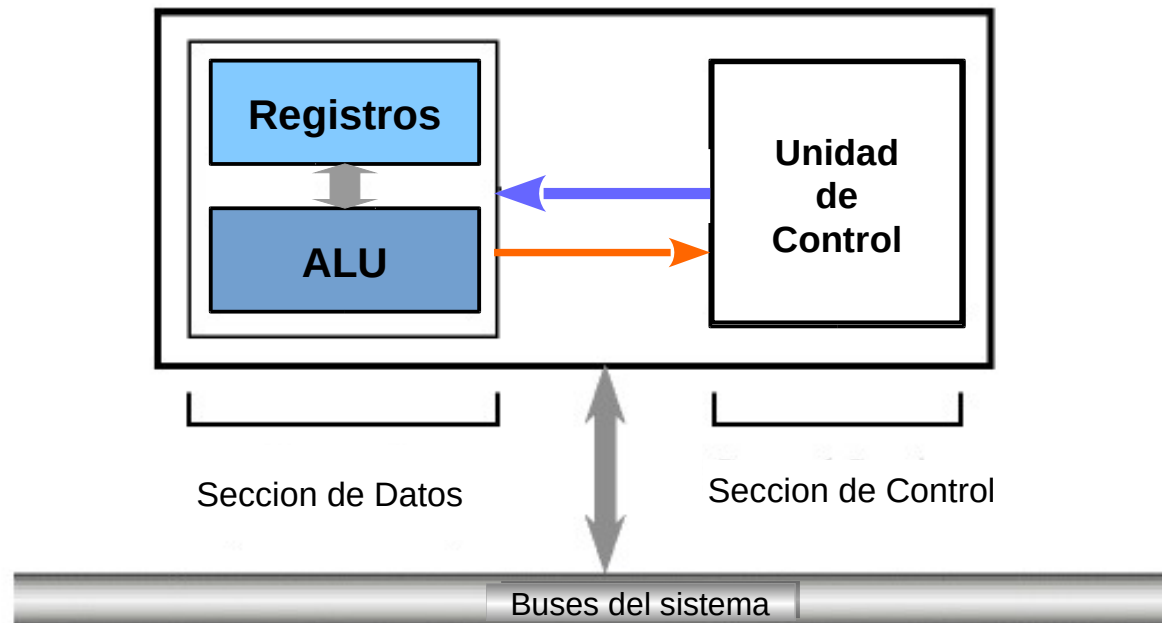 Registros
ALU
Unidad
de
Control
Seccion de Datos
Seccion de Control
Buses del sistema